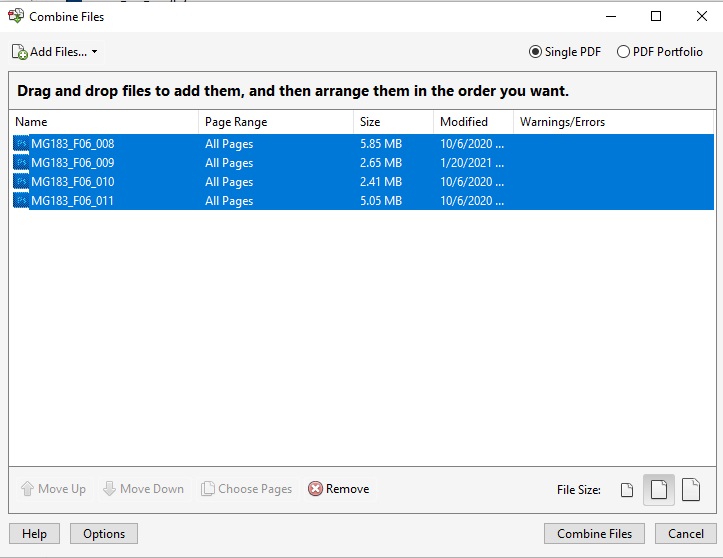 Combine Files
Add Files... Single PDF PDF Portfolio
Drag and drop files to add them, and then arrange them in the order you want.
Name Page Range Size Modified Warnings/Errors
MG183_F06_008 All Pages 5.85 MB 10/6/2020 ...
MG183_F06_009 All Pages 2.65 MB 1/20/2021 ...
MG183_F06_010 All Pages 2.41 MB 10/6/2020 ...
MG183_F06_011 All Pages 5.05 MB 10/6/2020 ...
Move Up Move Down Choose Pages Remove File Size:
Help Options Combine Files Cancel